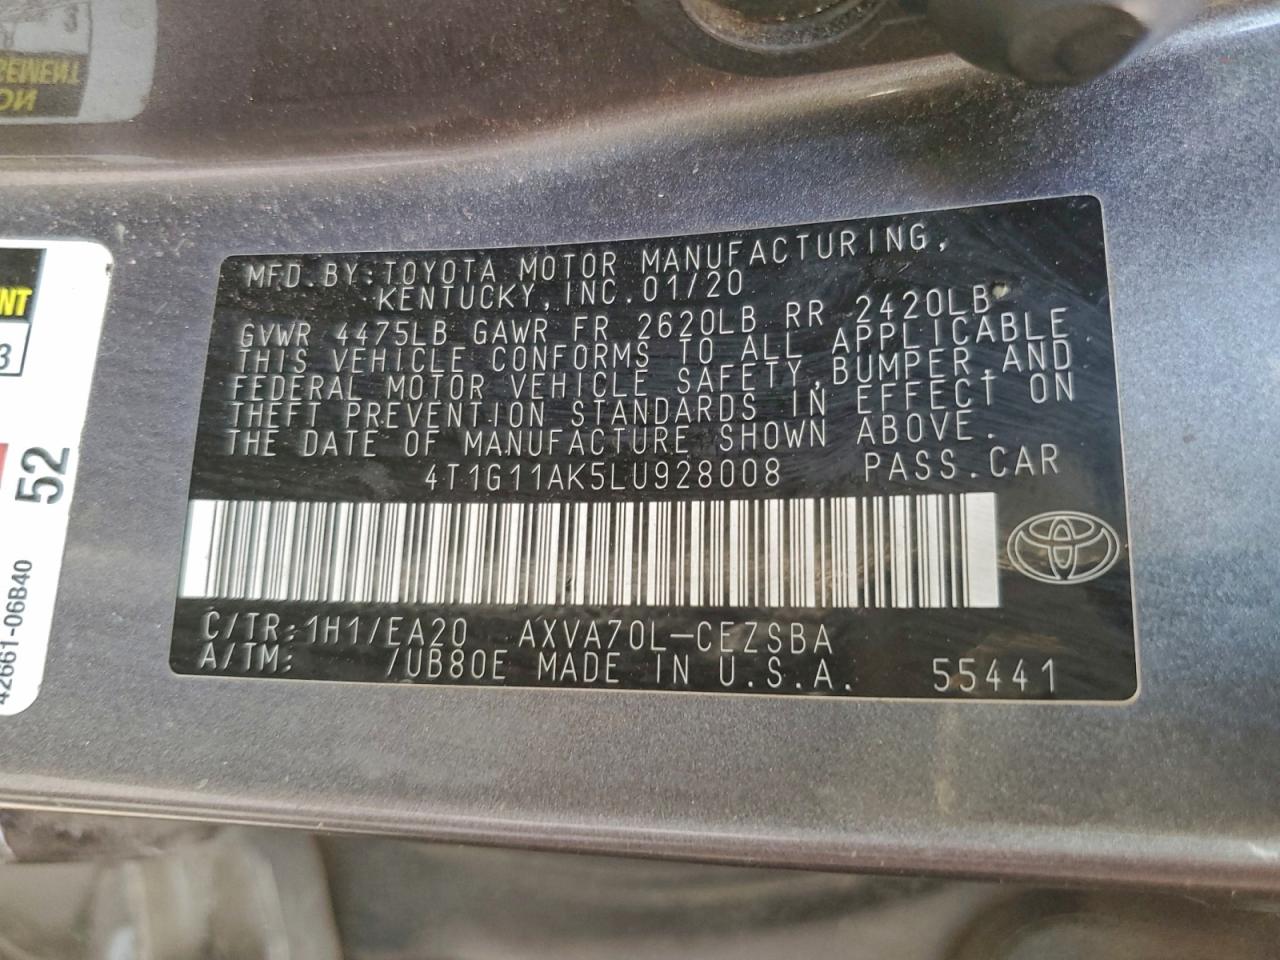 MFD.BY:TOYOTA MOTOR MANUFACTURING,
KENTUCKY,INC.01/20
GVWR 4475LB GAWR FR 2620LB RR 2420LB
THIS VEHICLE CONFORMS TO ALL APPLICABLE
FEDERAL MOTOR VEHICLE SAFETY,BUMPER,AND
THEFT PREVENTION STANDARDS IN EFFECT ON
THE DATE OF MANUFACTURE SHOWN ABOVE.
4T1G11AK5LU928008 PASS.CAR
C/TR:1H1/EA20 AXVA70L-CEZSBA
A/TM: /UB80E MADE IN U.S.A. 55441
52
42661-06B40
3